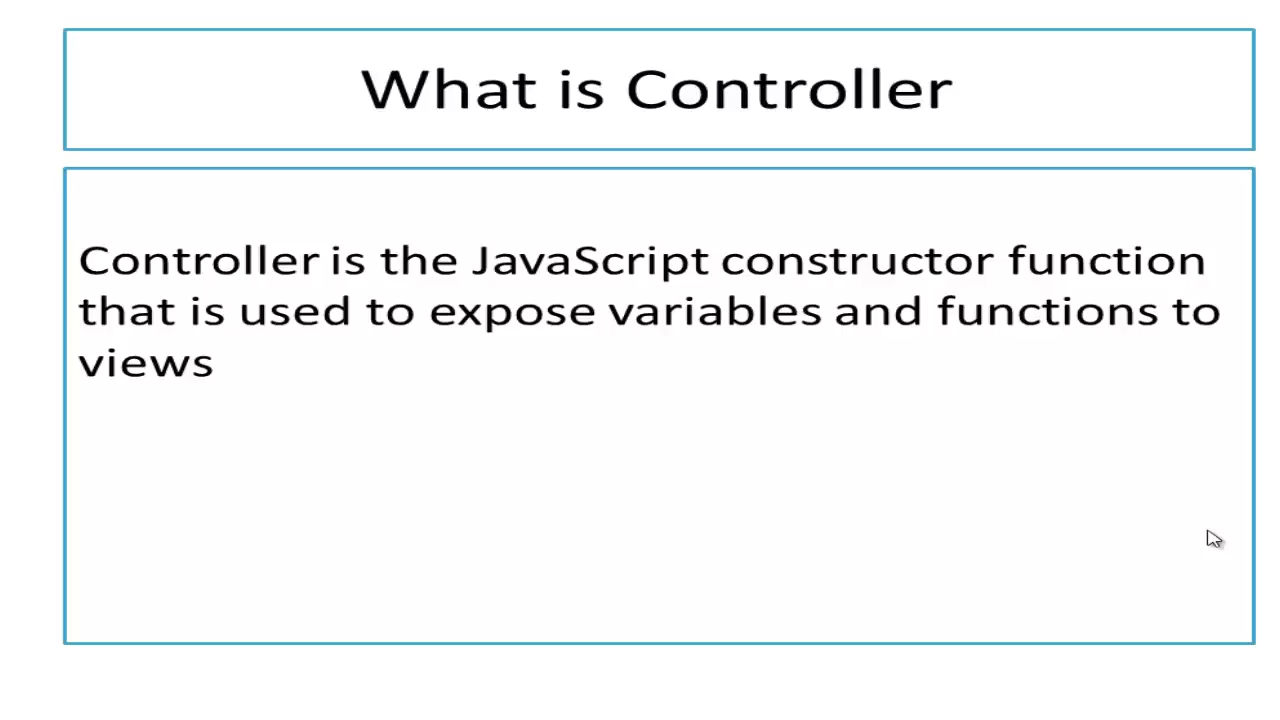 What is Controller
Controller is the JavaScript constructor function
that is used to expose variables and functions to
views